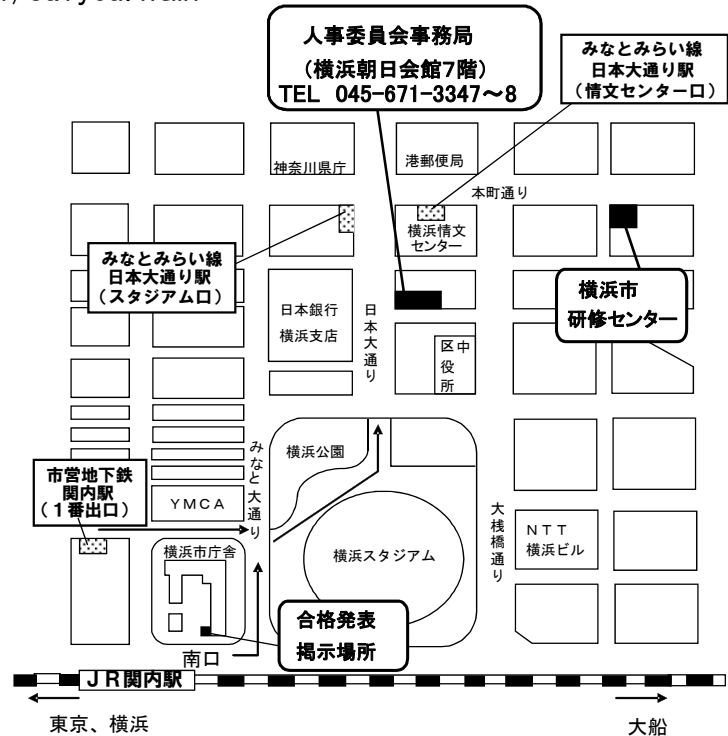 人事委員会事務局
（横浜朝日会館7階）
TEL 045-671-3347～8
みなとみらい線
日本大通り駅
（情文センター口）
神奈川県庁
港郵便局
本町通り
横浜情文
センター
みなとみらい線
日本大通り駅
（スタジアム口）
横浜市
研修センター
日本銀行
横浜支店
日本大通り
中区役所
横浜公園
みなと大通り
市営地下鉄
関内駅
（１番出口）
ＹＭＣＡ
大桟橋通り
ＮＴＴ
横浜ビル
横浜市庁舎
横浜スタジアム
合格発表
掲示場所
南口
ＪＲ関内駅
東京、横浜
大船